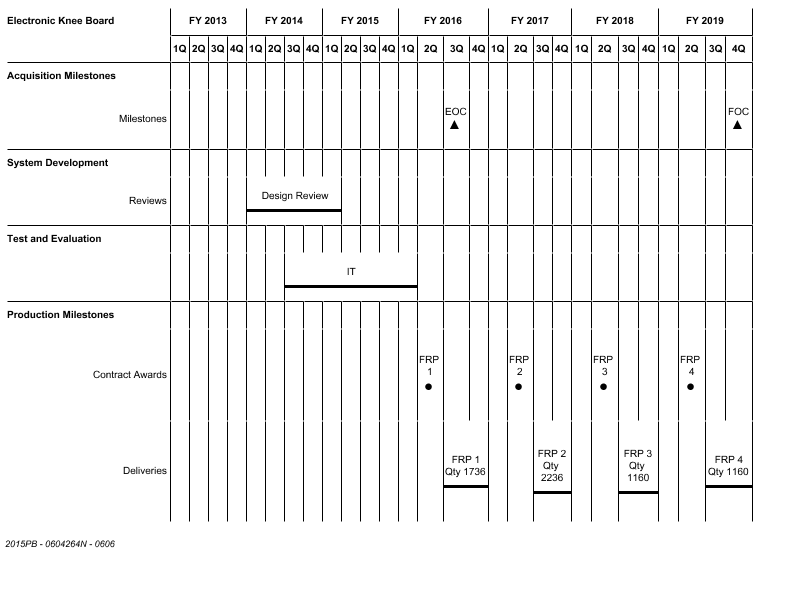 Electronic Knee Board FY 2013 FY 2014 FY 2015 FY 2016 FY 2017 FY 2018 FY 2019
1Q 2Q 3Q 4Q 1Q 2Q 3Q 4Q 1Q 2Q 3Q 4Q 1Q 2Q 3Q 4Q 1Q 2Q 3Q 4Q 1Q 2Q 3Q 4Q 1Q 2Q 3Q 4Q
Acquisition Milestones
EOC FOC
Milestones
System Development
Design Review
Reviews
Test and Evaluation
IT
Production Milestones
FRP FRP FRP FRP
1 2 3 4
Contract Awards
FRP 1
Qty 1736
FRP 2
Qty
2236
FRP 3
Qty
1160
FRP 4
Qty 1160
Deliveries
2015PB - 0604264N - 0606